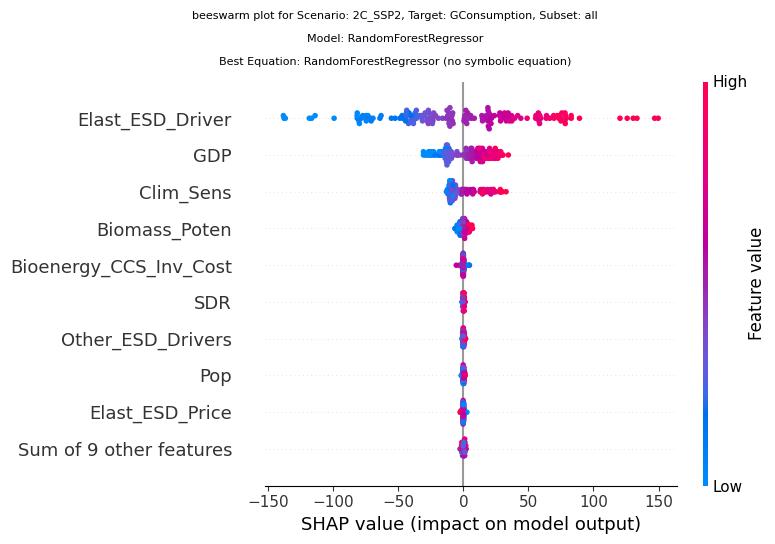 beeswarm plot for Scenario: 2C_SSP2, Target: GConsumption, Subset: all
Model: RandomForestRegressor
Best Equation: RandomForestRegressor (no symbolic equation)
High
Elast_ESD_Driver
GDP
Clim_Sens
Biomass_Poten
Bioenergy_CCS_Inv_Cost
SDR
Other_ESD_Drivers
Pop
Elast_ESD_Price
Sum of 9 other features
Feature value
Low
−150 −100 −50 0 50 100 150
SHAP value (impact on model output)